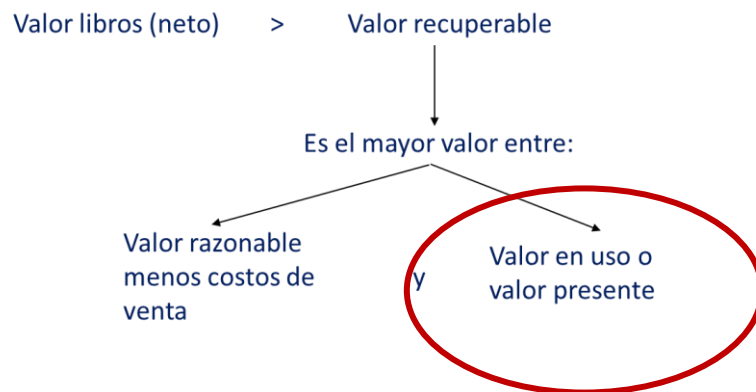 Valor libros (neto) > Valor recuperable
Es el mayor valor entre:
Valor razonable
menos costos de
venta
y
Valor en uso o
valor presente